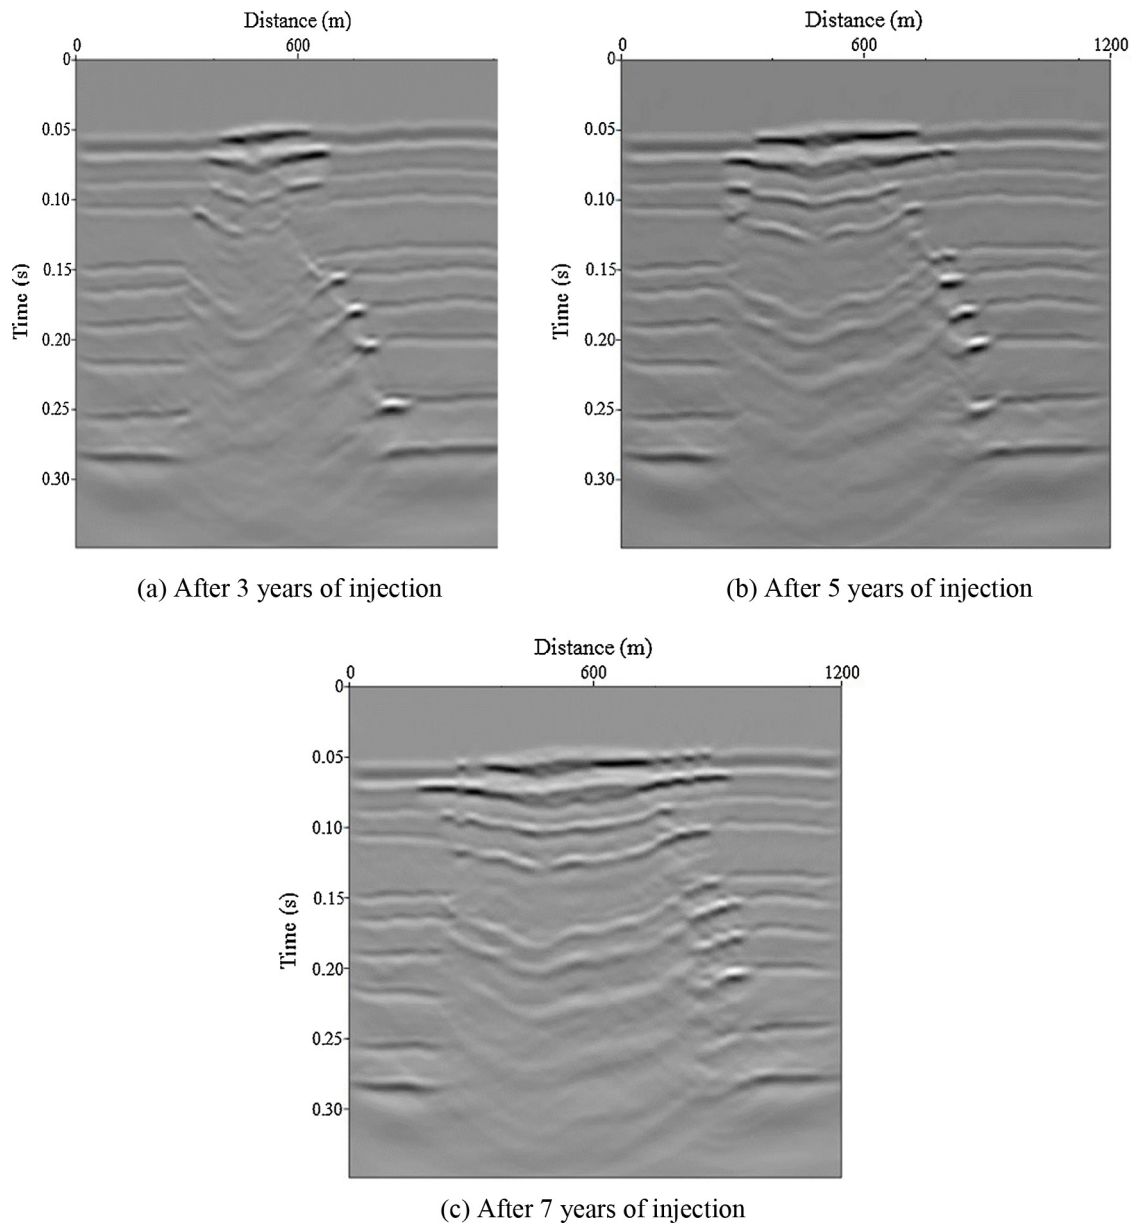 Distance (m)
0 600
0
0.05
0.10
0.15
0.20
0.25
0.30
Time (s)
(a) After 3 years of injection
Distance (m)
0 600 1200
0
0.05
0.10
0.15
0.20
0.25
0.30
Time (s)
(b) After 5 years of injection
Distance (m)
0 600 1200
0
0.05
0.10
0.15
0.20
0.25
0.30
Time (s)
(c) After 7 years of injection